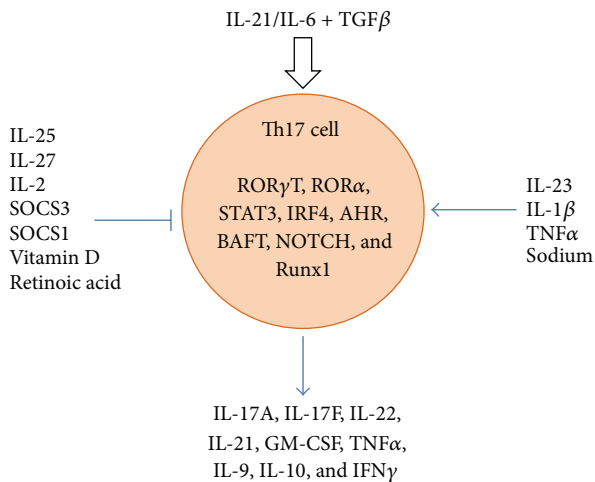 IL-21/IL-6 + TGFβ
IL-25
IL-27
IL-2
SOCS3
SOCS1
Vitamin D
Retinoic acid
Th17 cell
RORγT, RORα,
STAT3, IRF4, AHR,
BAFT, NOTCH, and
Runx1
IL-23
IL-1β
TNFα
Sodium
IL-17A, IL-17F, IL-22,
IL-21, GM-CSF, TNFα,
IL-9, IL-10, and IFNγ